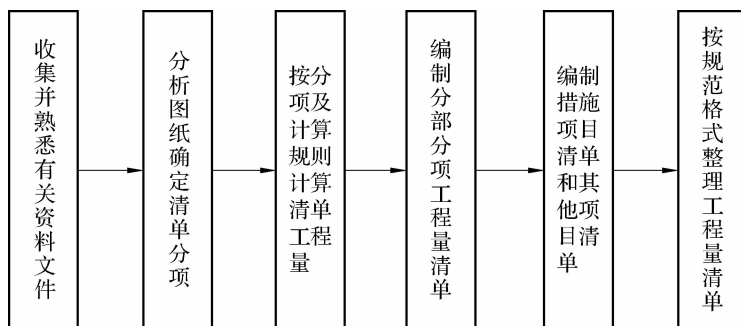 收集并熟悉有关资料文件
分析图纸确定清单分项
按分项及计算规则计算清单工程量
编制分部分项工程量清单
编制措施项目清单和其他项目清单
按规范格式整理工程量清单